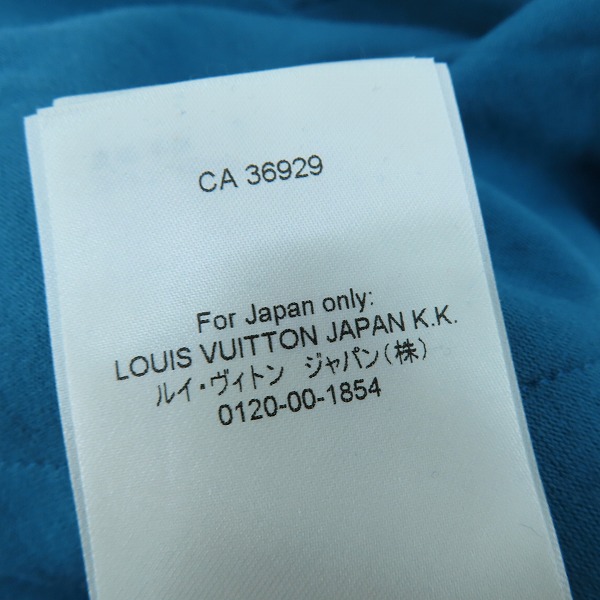 CA 36929
For Japan only:
LOUIS VUITTON JAPAN K.K.
ルイ・ヴィトン ジャパン(株)
0120-00-1854